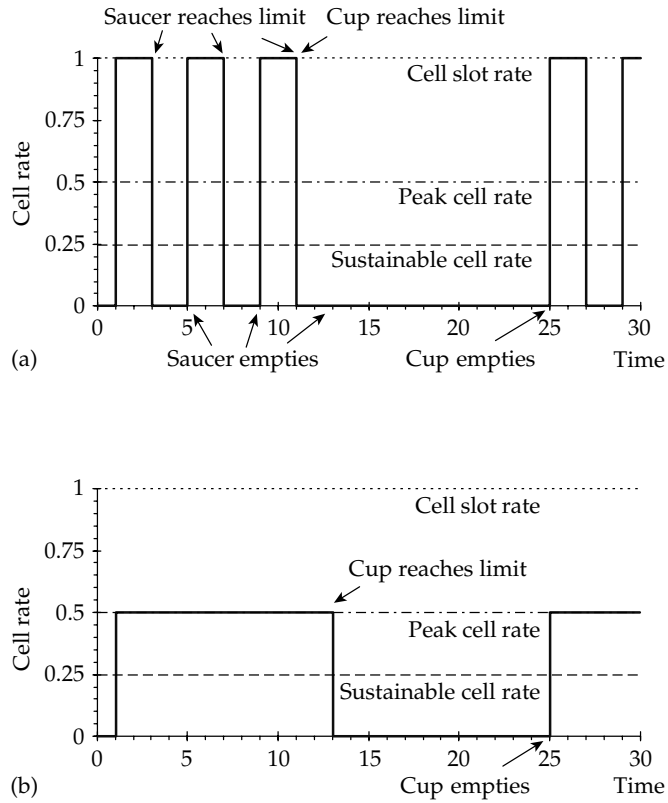 Saucer reaches limit Cup reaches limit
1
Cell slot rate
0.75
Cell rate
0.5
Peak cell rate
0.25
Sustainable cell rate
0
0 5 10 15 20 25 30
(a) Saucer empties Cup empties Time
1
Cell slot rate
0.75
Cup reaches limit
Cell rate
0.5
Peak cell rate
0.25
Sustainable cell rate
0
0 5 10 15 20 25 30
(b) Cup empties Time